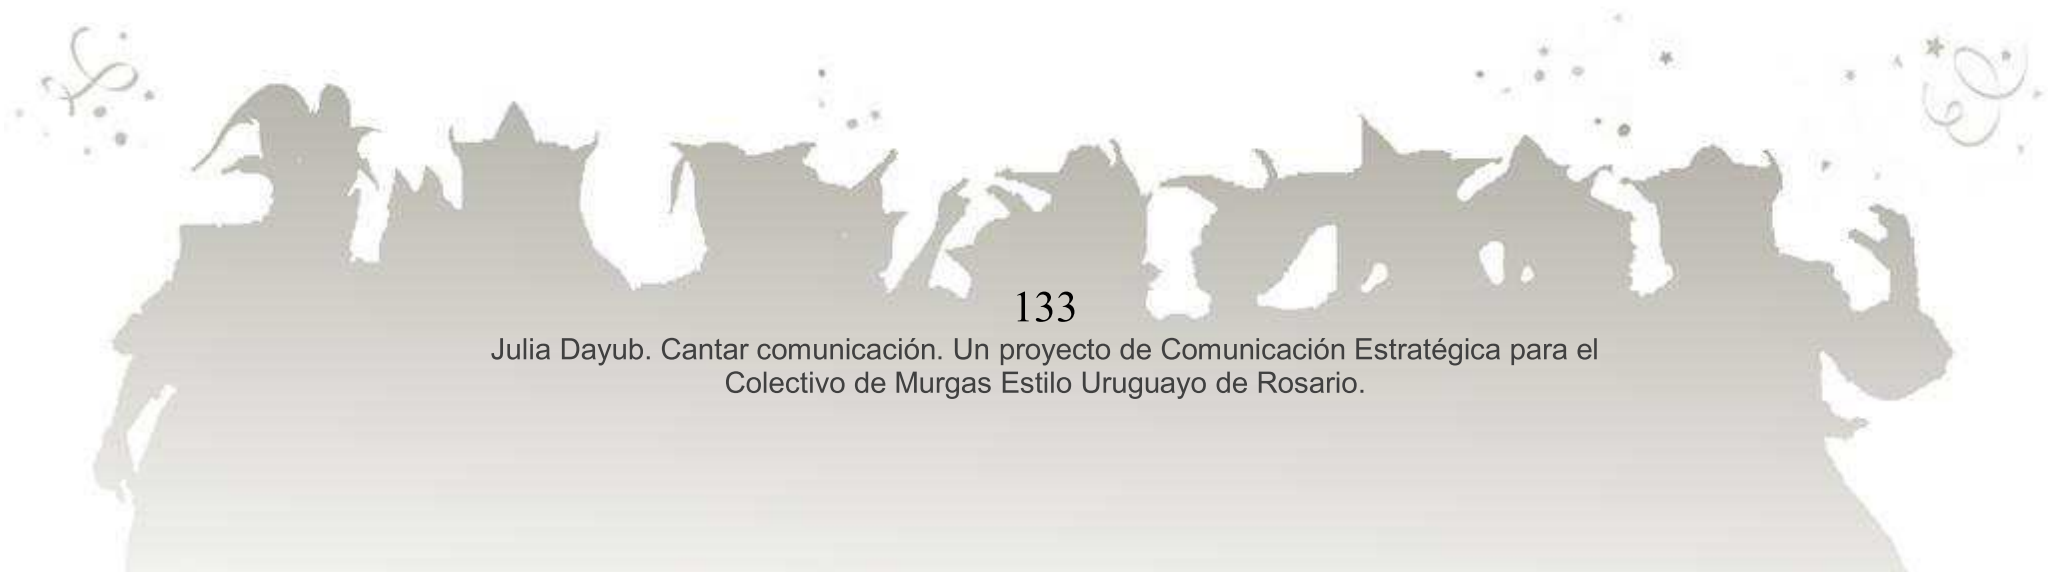 133
Julia Dayub. Cantar comunicación. Un proyecto de Comunicación Estratégica para el
Colectivo de Murgas Estilo Uruguayo de Rosario.